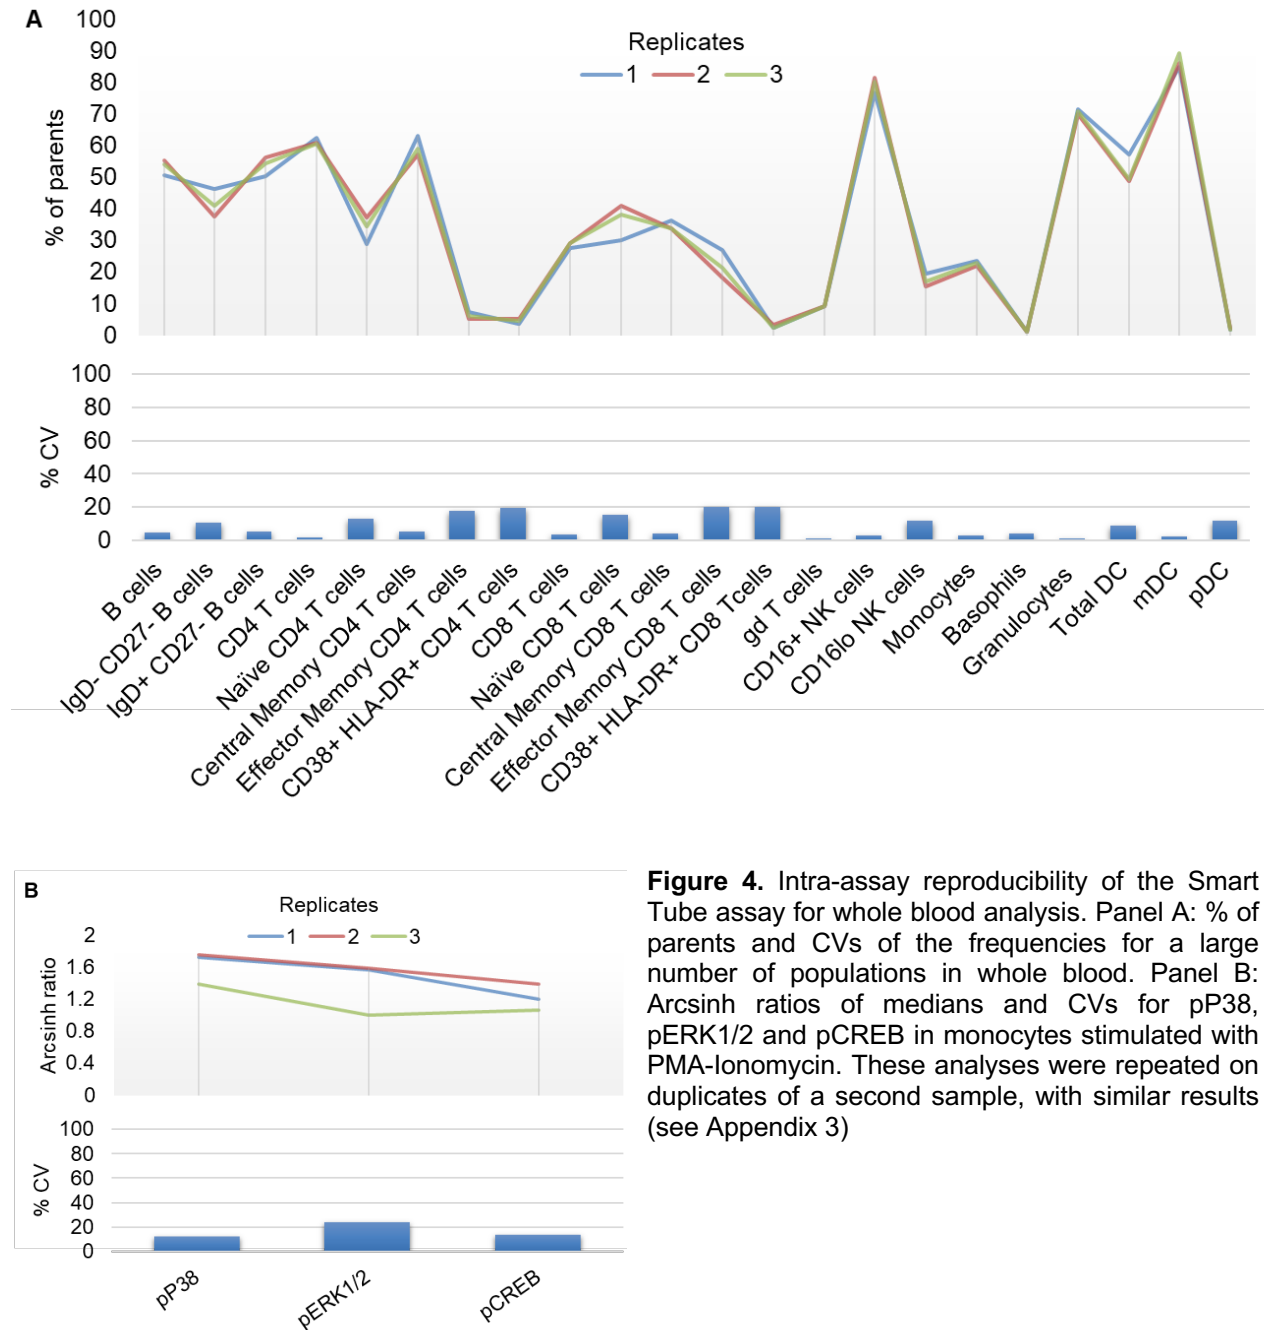 A
100
90
80
70
60
50
40
30
20
10
0
% of parents
Replicates
1 2 3
100
80
60
40
20
0
% CV
B cells
IgD- CD27- B cells
IgD+ CD27- B cells
CD4 T cells
Naïve CD4 T cells
Central Memory CD4 T cells
Effector Memory CD4 T cells
CD38+ HLA-DR+ CD4 T cells
CD8 T cells
Naïve CD8 T cells
Central Memory CD8 T cells
Effector Memory CD8 T cells
CD38+ HLA-DR+ CD8 Tcells
gd T cells
CD16+ NK cells
CD16lo NK cells
Monocytes
Basophils
Granulocytes
Total DC
mDC
pDC
B
Replicates
1 2 3
2
1.6
1.2
0.8
0.4
0
Arcsinh ratio
100
80
60
40
20
0
% CV
pP38
pERK1/2
pCREB
Figure 4. Intra-assay reproducibility of the Smart
Tube assay for whole blood analysis. Panel A: % of
parents and CVs of the frequencies for a large
number of populations in whole blood. Panel B:
Arcsinh ratios of medians and CVs for pP38,
pERK1/2 and pCREB in monocytes stimulated with
PMA-Ionomycin. These analyses were repeated on
duplicates of a second sample, with similar results
(see Appendix 3)